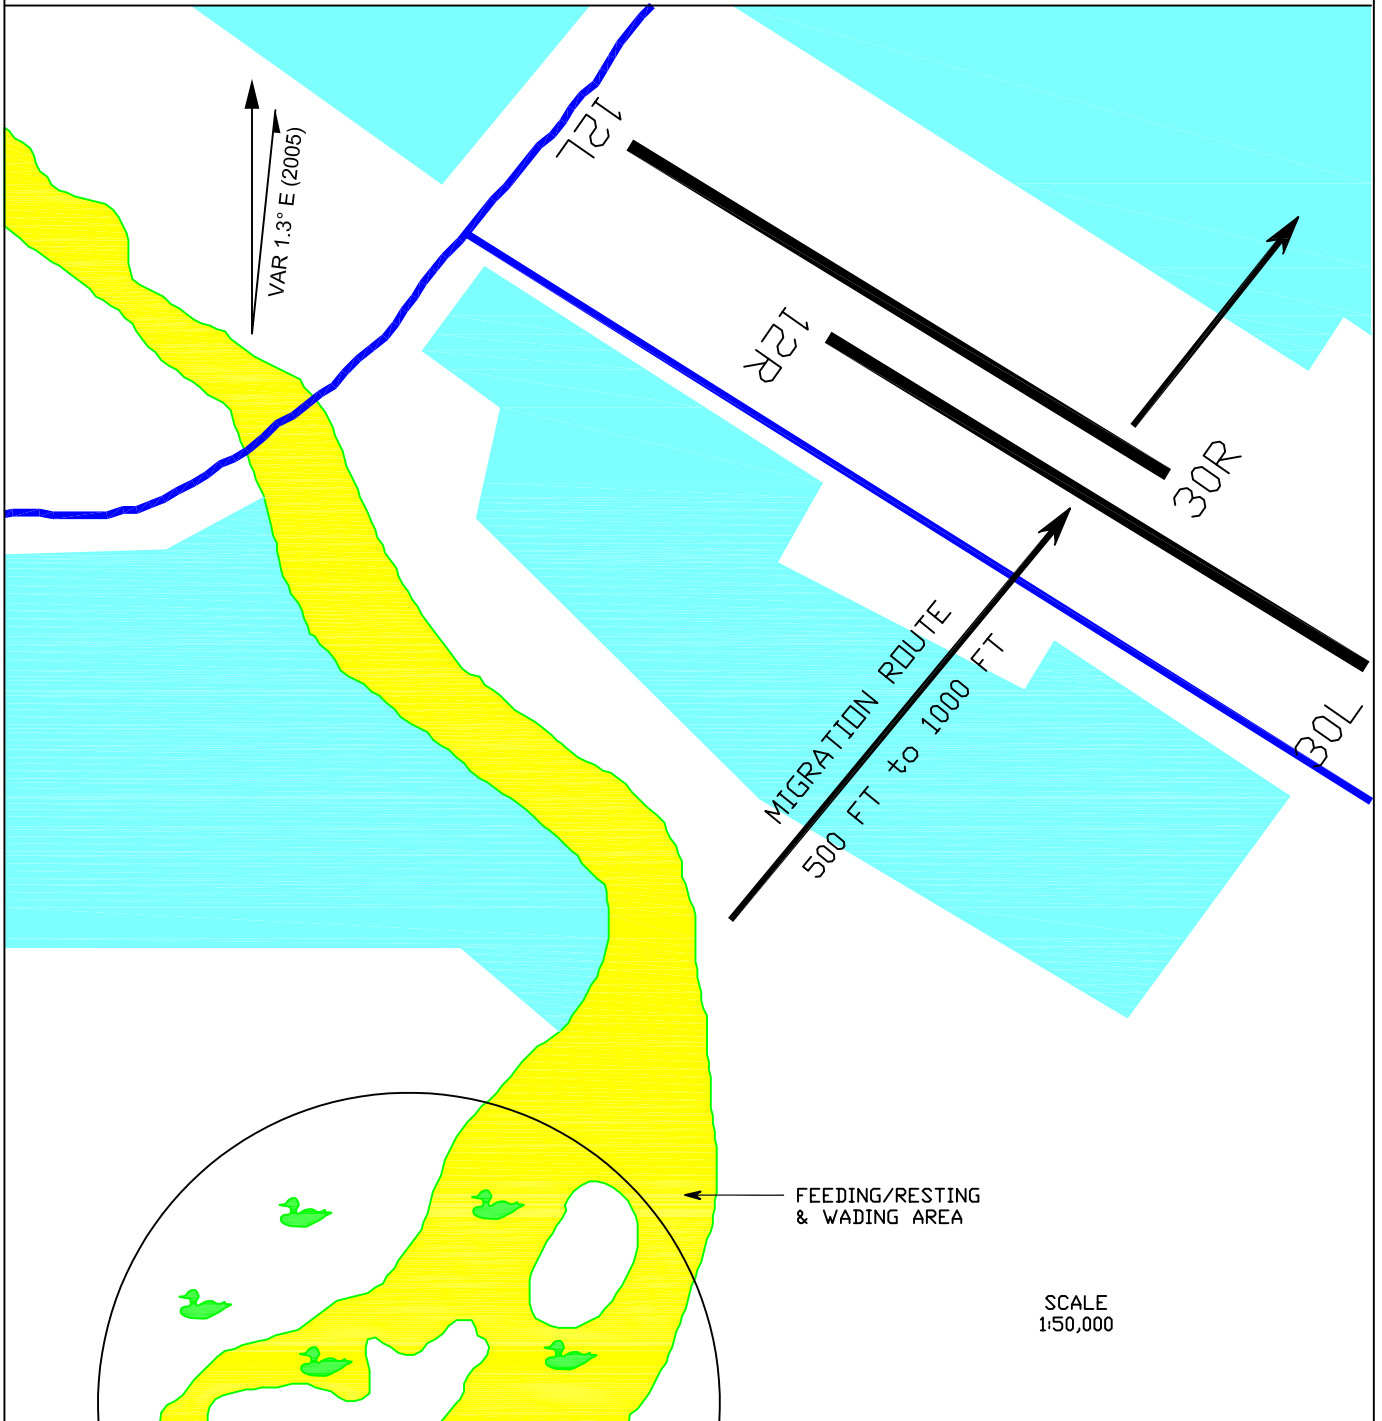 12L
VAR 1.3° E (2005)
12R
30R
MIGRATION ROUTE
500 FT to 1000 FT
30L
FEEDING/RESTING
& WADING AREA
SCALE
1:50,000